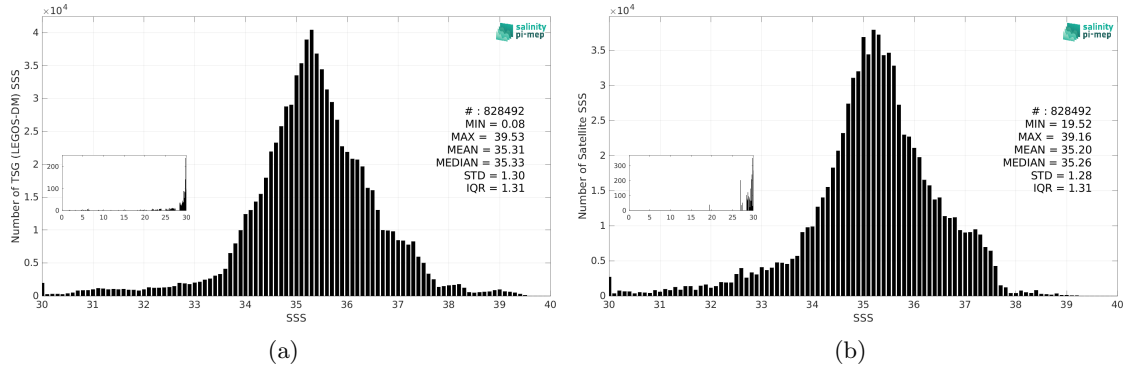 ×10^4
Number of TSG (LEGOS-DM) SSS
4
3.5
3
2.5
2
1.5
1
0.5
0
salinity
pi-mep
# : 828492
MIN = 0.08
MAX = 39.53
MEAN = 35.31
MEDIAN = 35.33
STD = 1.30
IQR = 1.31
200
100
0
0 5 10 15 20 25 30
30 31 32 33 34 35 36 37 38 39 40
SSS
(a)
×10^4
Number of Satellite SSS
3.5
3
2.5
2
1.5
1
0.5
0
salinity
pi-mep
# : 828492
MIN = 19.52
MAX = 39.16
MEAN = 35.20
MEDIAN = 35.26
STD = 1.28
IQR = 1.31
300
200
100
0
0 5 10 15 20 25 30
30 31 32 33 34 35 36 37 38 39 40
SSS
(b)